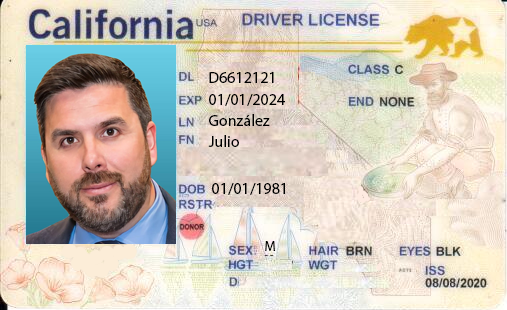 California USA DRIVER LICENSE
DL D6612121 CLASS C
EXP 01/01/2024 END NONE
LN González
FN Julio
DOB 01/01/1981
RSTR
DONOR
SEX M HAIR BRN EYES BLK
HGT WGT
D ISS
08/08/2020